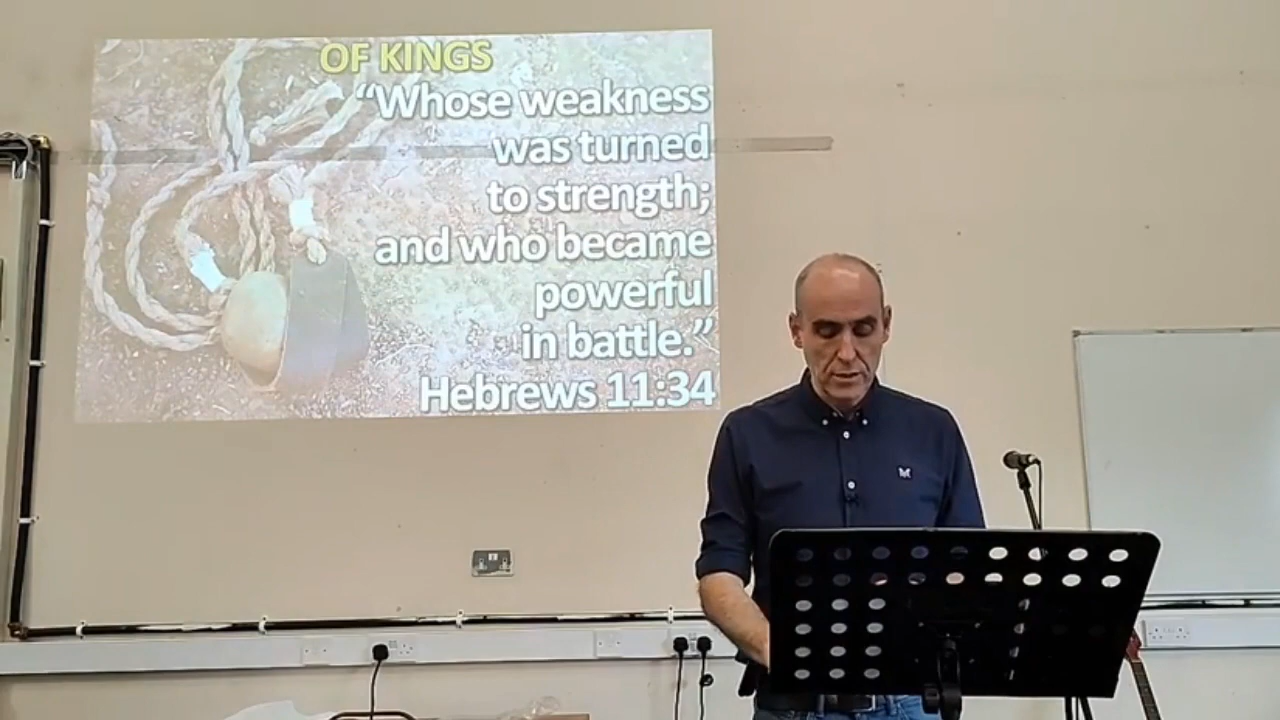 OF KINGS
“Whose weakness
was turned
to strength;
and who became
powerful
in battle.”
Hebrews 11:34